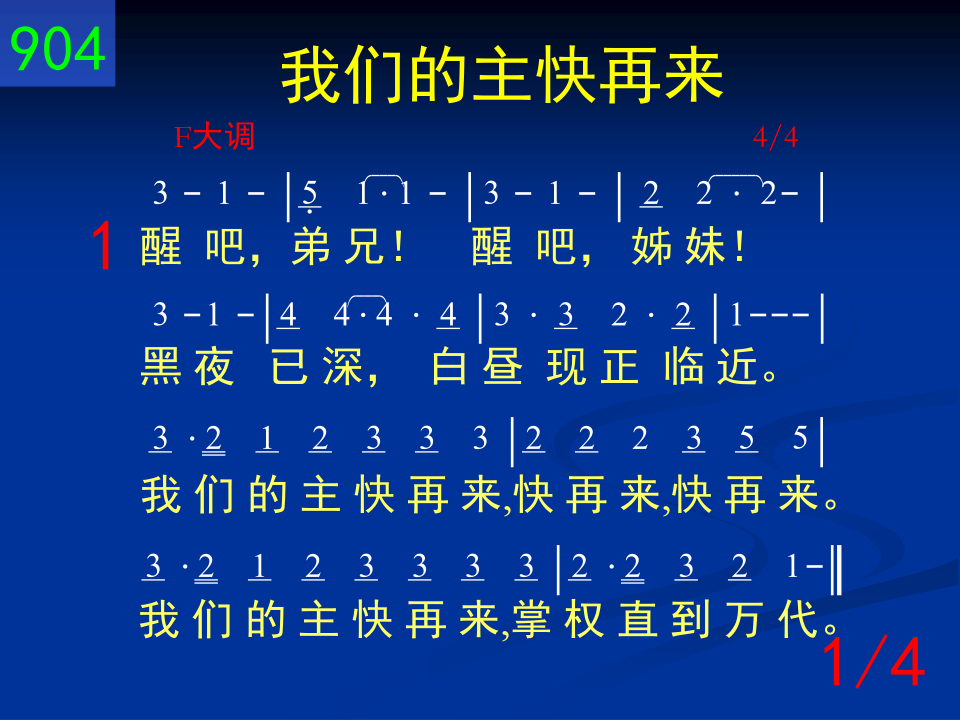 904
我们的主快再来
F大调 4/4
3 - 1 - | 5 1 · 1 - | 3 - 1 - | 2 2 · 2 - |
1
醒 吧，弟 兄！ 醒 吧， 姊 妹！
3 - 1 - | 4 4 · 4 · 4 | 3 · 3 2 · 2 | 1 - - - |
黑 夜 已 深， 白 昼 现 正 临 近。
3 · 2 1 2 3 3 3 | 2 2 2 3 5 5 |
我 们 的 主 快 再 来,快 再 来,快 再 来。
3 · 2 1 2 3 3 3 3 | 2 · 2 3 2 1 - ‖
我 们 的 主 快 再 来,掌 权 直 到 万 代。
1/4